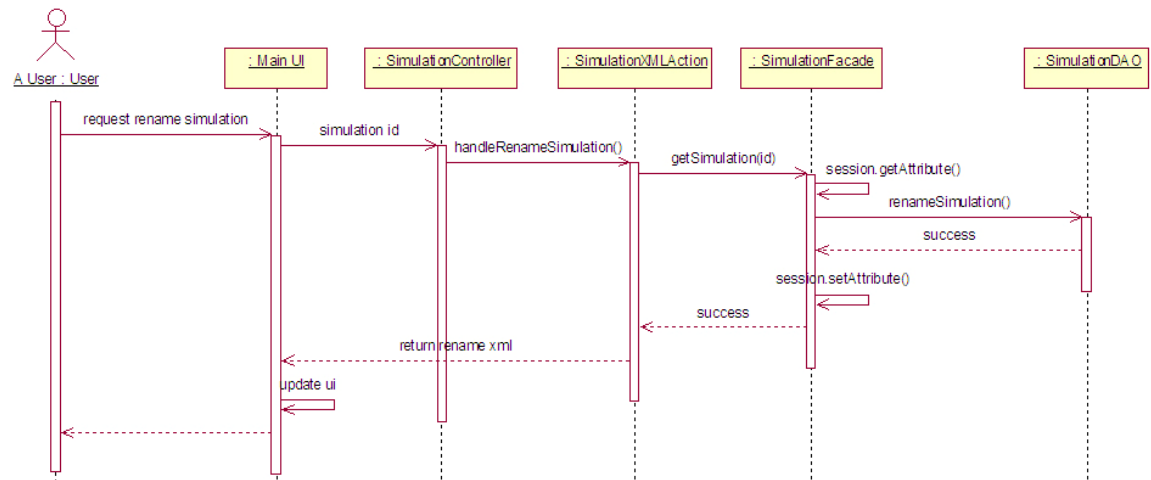 A User : User
: Main UI
: SimulationController
: SimulationXMLAction
: SimulationFacade
: SimulationDAO
request rename simulation
simulation id
handleRenameSimulation()
getSimulation(id)
session.getAttribute()
renameSimulation()
success
session.setAttribute()
success
return rename xml
update ui